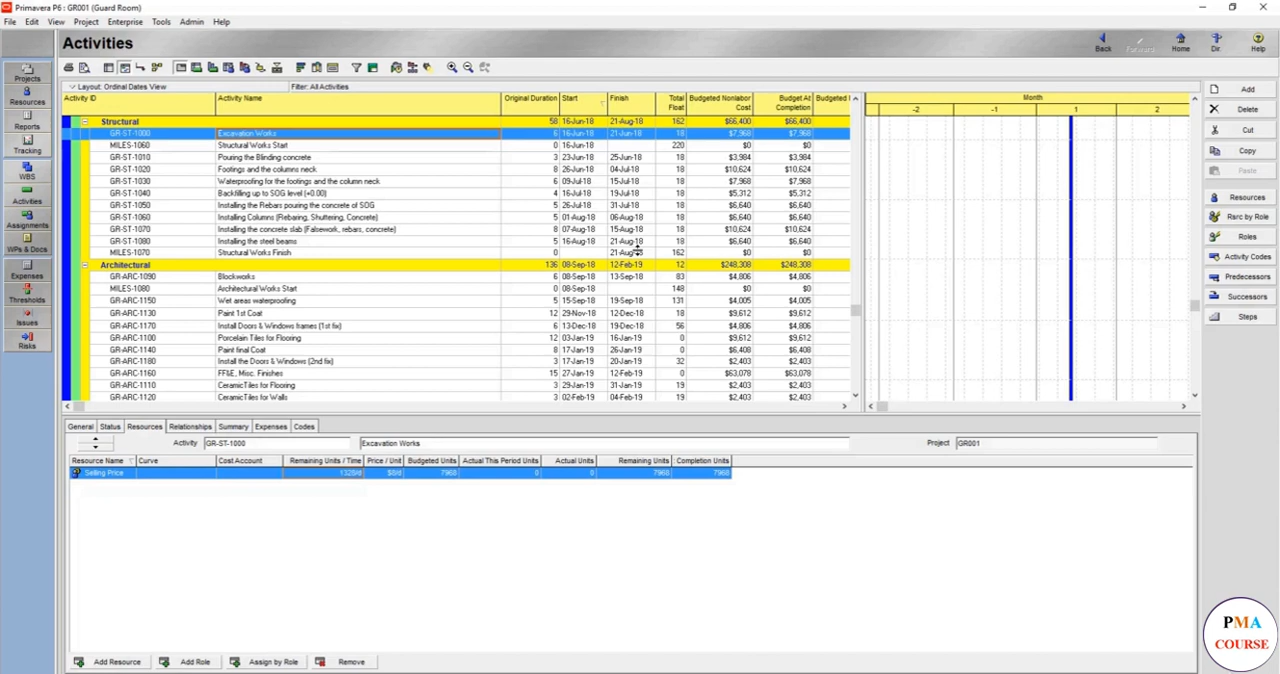 Primavera P6 : GR001 (Guard Room)
File Edit View Project Enterprise Tools Admin Help
Activities
Back Forward Home Dir Help
Projects
Resources
Reports
Tracking
WBS
Activities
Assignments
WPs & Docs
Expenses
Thresholds
Issues
Risks
Layout: Ordinal Dates View Filter: All Activities
Activity ID Activity Name Original Duration Start Finish Total Float Budgeted Nonlabor Cost Budget At Completion Budgeted
Structural 58 16-Jun-18 21-Aug-18 162 $66,400 $66,400
GR-ST-1000 Excavation Works 6 16-Jun-18 21-Jun-18 18 $7,968 $7,968
MILES-1060 Structural Works Start 0 16-Jun-18 220 $0 $0
GR-ST-1010 Pouring the Blinding concrete 3 23-Jun-18 25-Jun-18 18 $3,984 $3,984
GR-ST-1020 Footings and the columns neck 8 26-Jun-18 04-Jul-18 18 $10,624 $10,624
GR-ST-1030 Waterproofing for the footings and the column neck 6 09-Jul-18 15-Jul-18 18 $7,968 $7,968
GR-ST-1040 Backfilling up to SOG level (+0.00) 4 16-Jul-18 19-Jul-18 18 $5,312 $5,312
GR-ST-1050 Installing the Rebars pouring the concrete of SOG 5 26-Jul-18 31-Jul-18 18 $6,640 $6,640
GR-ST-1060 Installing Columns (Rebaring, Shuttering, Concrete) 5 01-Aug-18 06-Aug-18 18 $6,640 $6,640
GR-ST-1070 Installing the concrete slab (Falsework, rebars, concrete) 8 07-Aug-18 15-Aug-18 18 $10,624 $10,624
GR-ST-1080 Installing the steel beams 5 16-Aug-18 21-Aug-18 18 $6,640 $6,640
MILES-1070 Structural Works Finish 0 21-Aug-18 162 $0 $0
Architectural 136 08-Sep-18 12-Feb-19 12 $248,308 $248,308
GR-ARC-1090 Blockworks 6 08-Sep-18 13-Sep-18 83 $4,806 $4,806
MILES-1080 Architectural Works Start 0 08-Sep-18 148 $0 $0
GR-ARC-1150 Wet areas waterproofing 5 15-Sep-18 19-Sep-18 131 $4,005 $4,005
GR-ARC-1130 Paint 1st Coat 12 29-Nov-18 12-Dec-18 18 $9,612 $9,612
GR-ARC-1170 Install Doors & Windows frames (1st fix) 6 13-Dec-18 19-Dec-18 56 $4,806 $4,806
GR-ARC-1100 Porcelain Tiles for Flooring 12 03-Jan-19 16-Jan-19 0 $9,612 $9,612
GR-ARC-1140 Paint final Coat 8 17-Jan-19 26-Jan-19 0 $6,408 $6,408
GR-ARC-1180 Install the Doors & Windows (2nd fix) 3 17-Jan-19 20-Jan-19 32 $2,403 $2,403
GR-ARC-1160 FF&E, Misc. Finishes 15 27-Jan-19 12-Feb-19 0 $63,078 $63,078
GR-ARC-1110 CeramicTiles for Flooring 3 29-Jan-19 31-Jan-19 19 $2,403 $2,403
GR-ARC-1120 CeramicTiles for Walls 3 02-Feb-19 04-Feb-19 19 $2,403 $2,403
Month
-2 -1 1 2
Add
Delete
Cut
Copy
Paste
Resources
Rsrc by Role
Roles
Activity Codes
Predecessors
Successors
Steps
General Status Resources Relationships Summary Expenses Codes
Activity GR-ST-1000 Excavation Works Project GR001
Resource Name Curve Cost Account Remaining Units / Time Price / Unit Budgeted Units Actual This Period Units Actual Units Remaining Units Completion Units
Selling Price 1328/d 7968 0 0 7968 7968
Add Resource Add Role Assign by Role Remove
PMA
COURSE